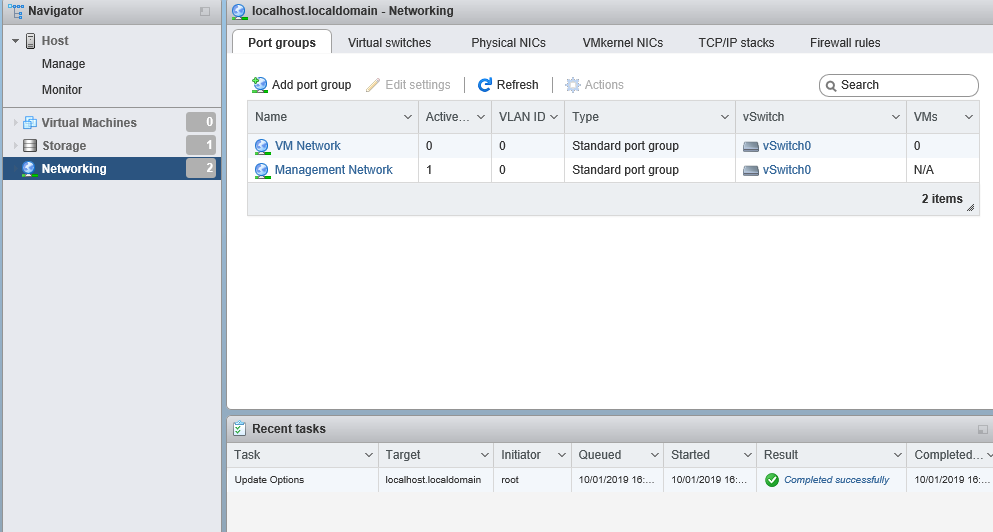 Navigator
Host
Manage
Monitor
Virtual Machines 0
Storage 1
Networking 2
localhost.localdomain - Networking
Port groups Virtual switches Physical NICs VMkernel NICs TCP/IP stacks Firewall rules
Add port group Edit settings Refresh Actions Search
Name Active... VLAN ID Type vSwitch VMs
VM Network 0 0 Standard port group vSwitch0 0
Management Network 1 0 Standard port group vSwitch0 N/A
2 items
Recent tasks
Task Target Initiator Queued Started Result Completed...
Update Options localhost.localdomain root 10/01/2019 16:... 10/01/2019 16:... Completed successfully 10/01/2019 16:...